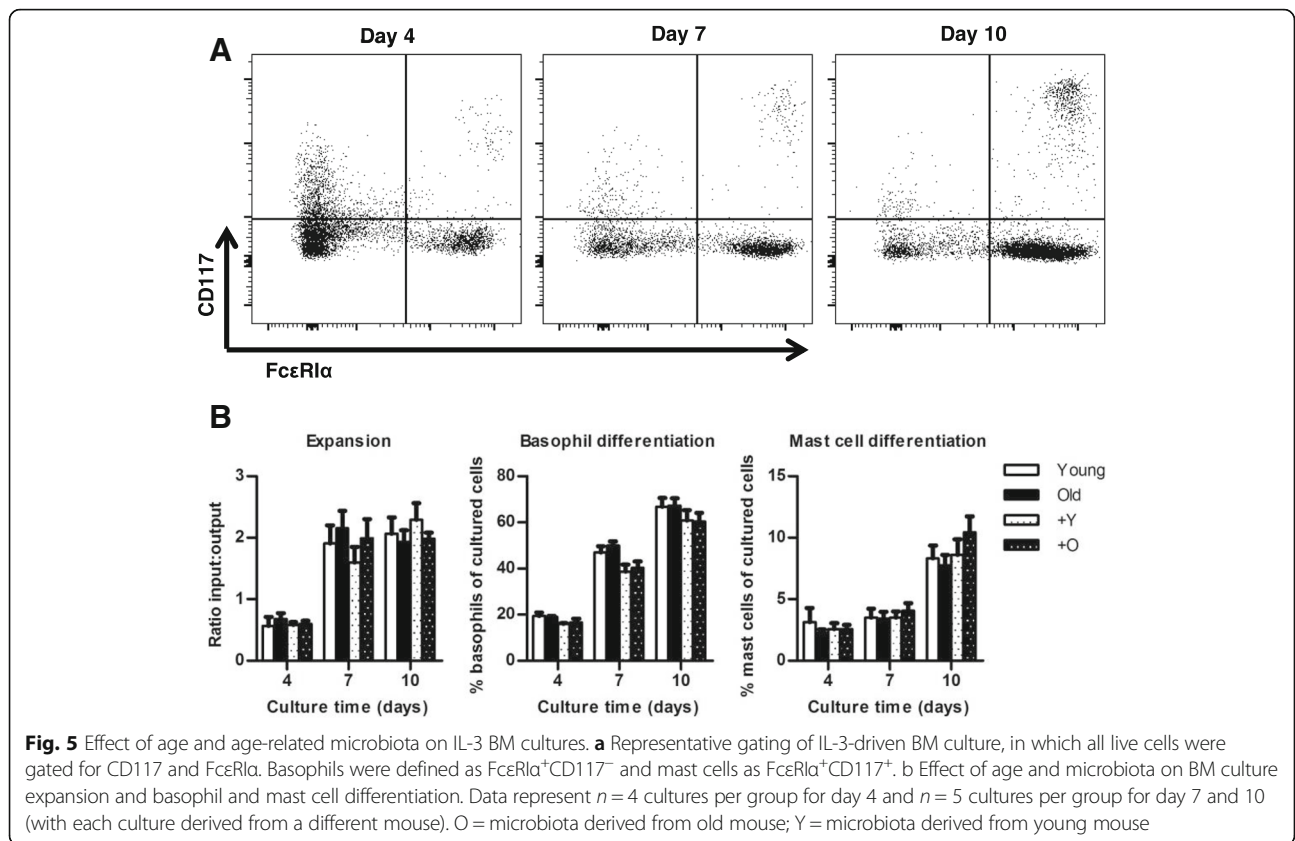 A
Day 4
Day 7
Day 10
CD117
FcεRIα
B
Expansion
Basophil differentiation
Mast cell differentiation
Ratio input:output
3
2
1
0
4
7
10
Culture time (days)
% basophils of cultured cells
80
60
40
20
0
4
7
10
Culture time (days)
% mast cells of cultured cells
15
10
5
0
4
7
10
Culture time (days)
Young
Old
+Y
+O
Fig. 5 Effect of age and age-related microbiota on IL-3 BM cultures. a Representative gating of IL-3-driven BM culture, in which all live cells were
gated for CD117 and FcεRIα. Basophils were defined as FcεRIα⁺CD117⁻ and mast cells as FcεRIα⁺CD117⁺. b Effect of age and microbiota on BM culture
expansion and basophil and mast cell differentiation. Data represent n = 4 cultures per group for day 4 and n = 5 cultures per group for day 7 and 10
(with each culture derived from a different mouse). O = microbiota derived from old mouse; Y = microbiota derived from young mouse